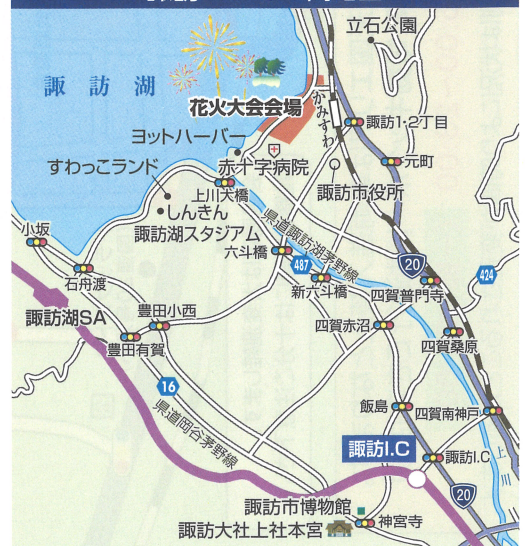 立石公園
諏訪湖
花火大会会場
かみすわ
諏訪1・2丁目
ヨットハーバー
元町
すわっこランド
赤十字病院
諏訪市役所
上川大橋
しんきん
諏訪湖スタジアム
県道諏訪湖茅野線
小坂
六斗橋
20
487
424
石舟渡
新六斗橋
四賀普門寺
諏訪湖SA
豊田小西
四賀赤沼
豊田有賀
四賀桑原
16
県道岡谷茅野線
飯島
四賀南神戸
上川
諏訪I.C
諏訪I.C
20
諏訪市博物館
神宮寺
諏訪大社上社本宮